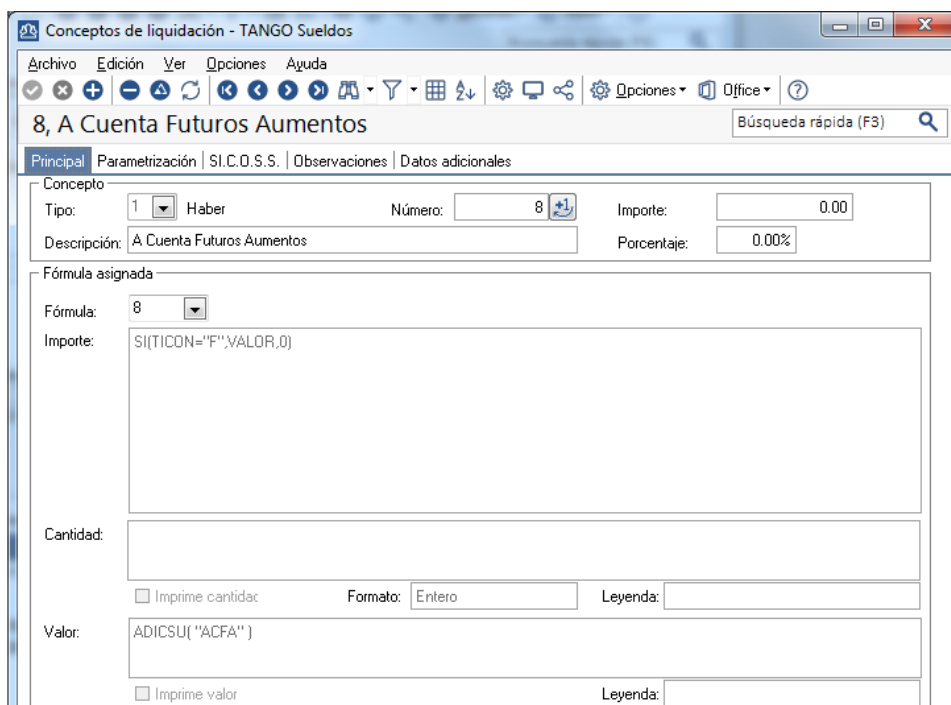 Conceptos de liquidación - TANGO Sueldos
Archivo Edición Ver Opciones Ayuda
Opciones Office
8, A Cuenta Futuros Aumentos
Búsqueda rápida (F3)
Principal Parametrización SI.C.O.S.S. Observaciones Datos adicionales
Concepto
Tipo: 1 Haber Número: 8 +1 Importe: 0.00
Descripción: A Cuenta Futuros Aumentos Porcentaje: 0.00%
Fórmula asignada
Fórmula: 8
Importe: SI(TICON="F",VALOR,0)
Cantidad:
Imprime cantidac Formato: Entero Leyenda:
Valor: ADICSU( "ACFA" )
Imprime valor Leyenda: